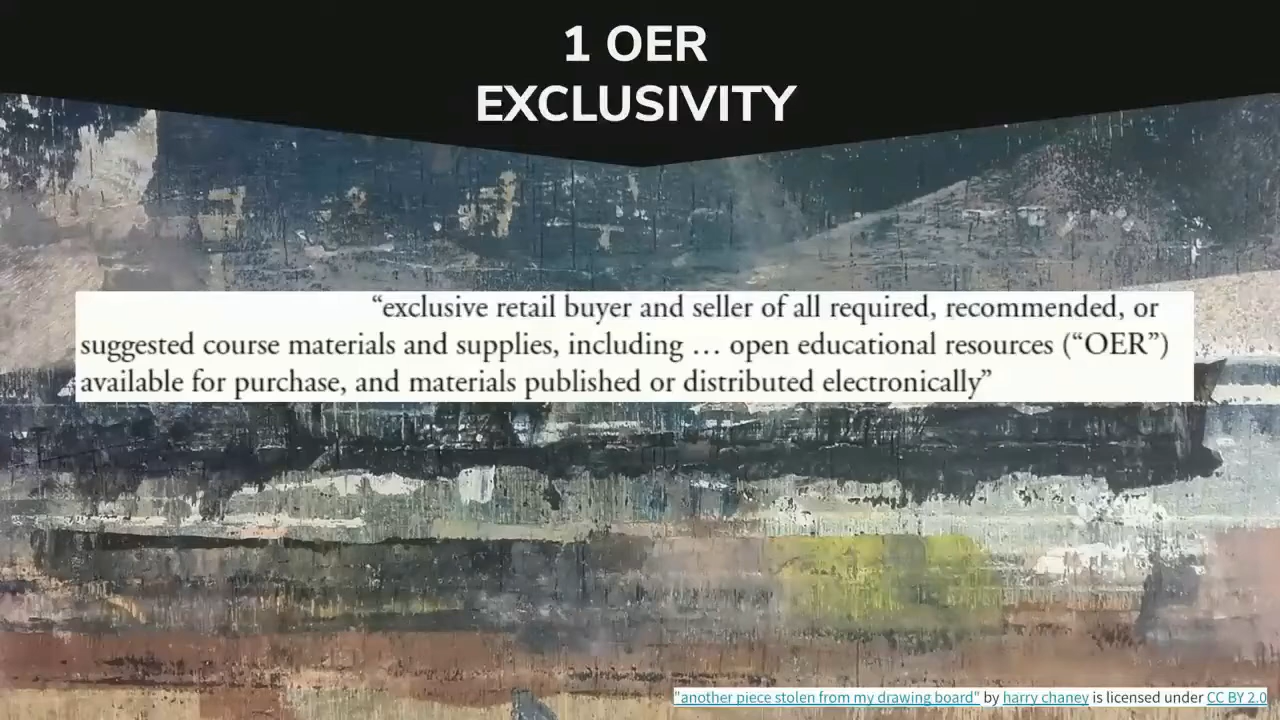 1 OER
EXCLUSIVITY
“exclusive retail buyer and seller of all required, recommended, or
suggested course materials and supplies, including … open educational resources (“OER”)
available for purchase, and materials published or distributed electronically”
"another piece stolen from my drawing board" by harry chaney is licensed under CC BY 2.0